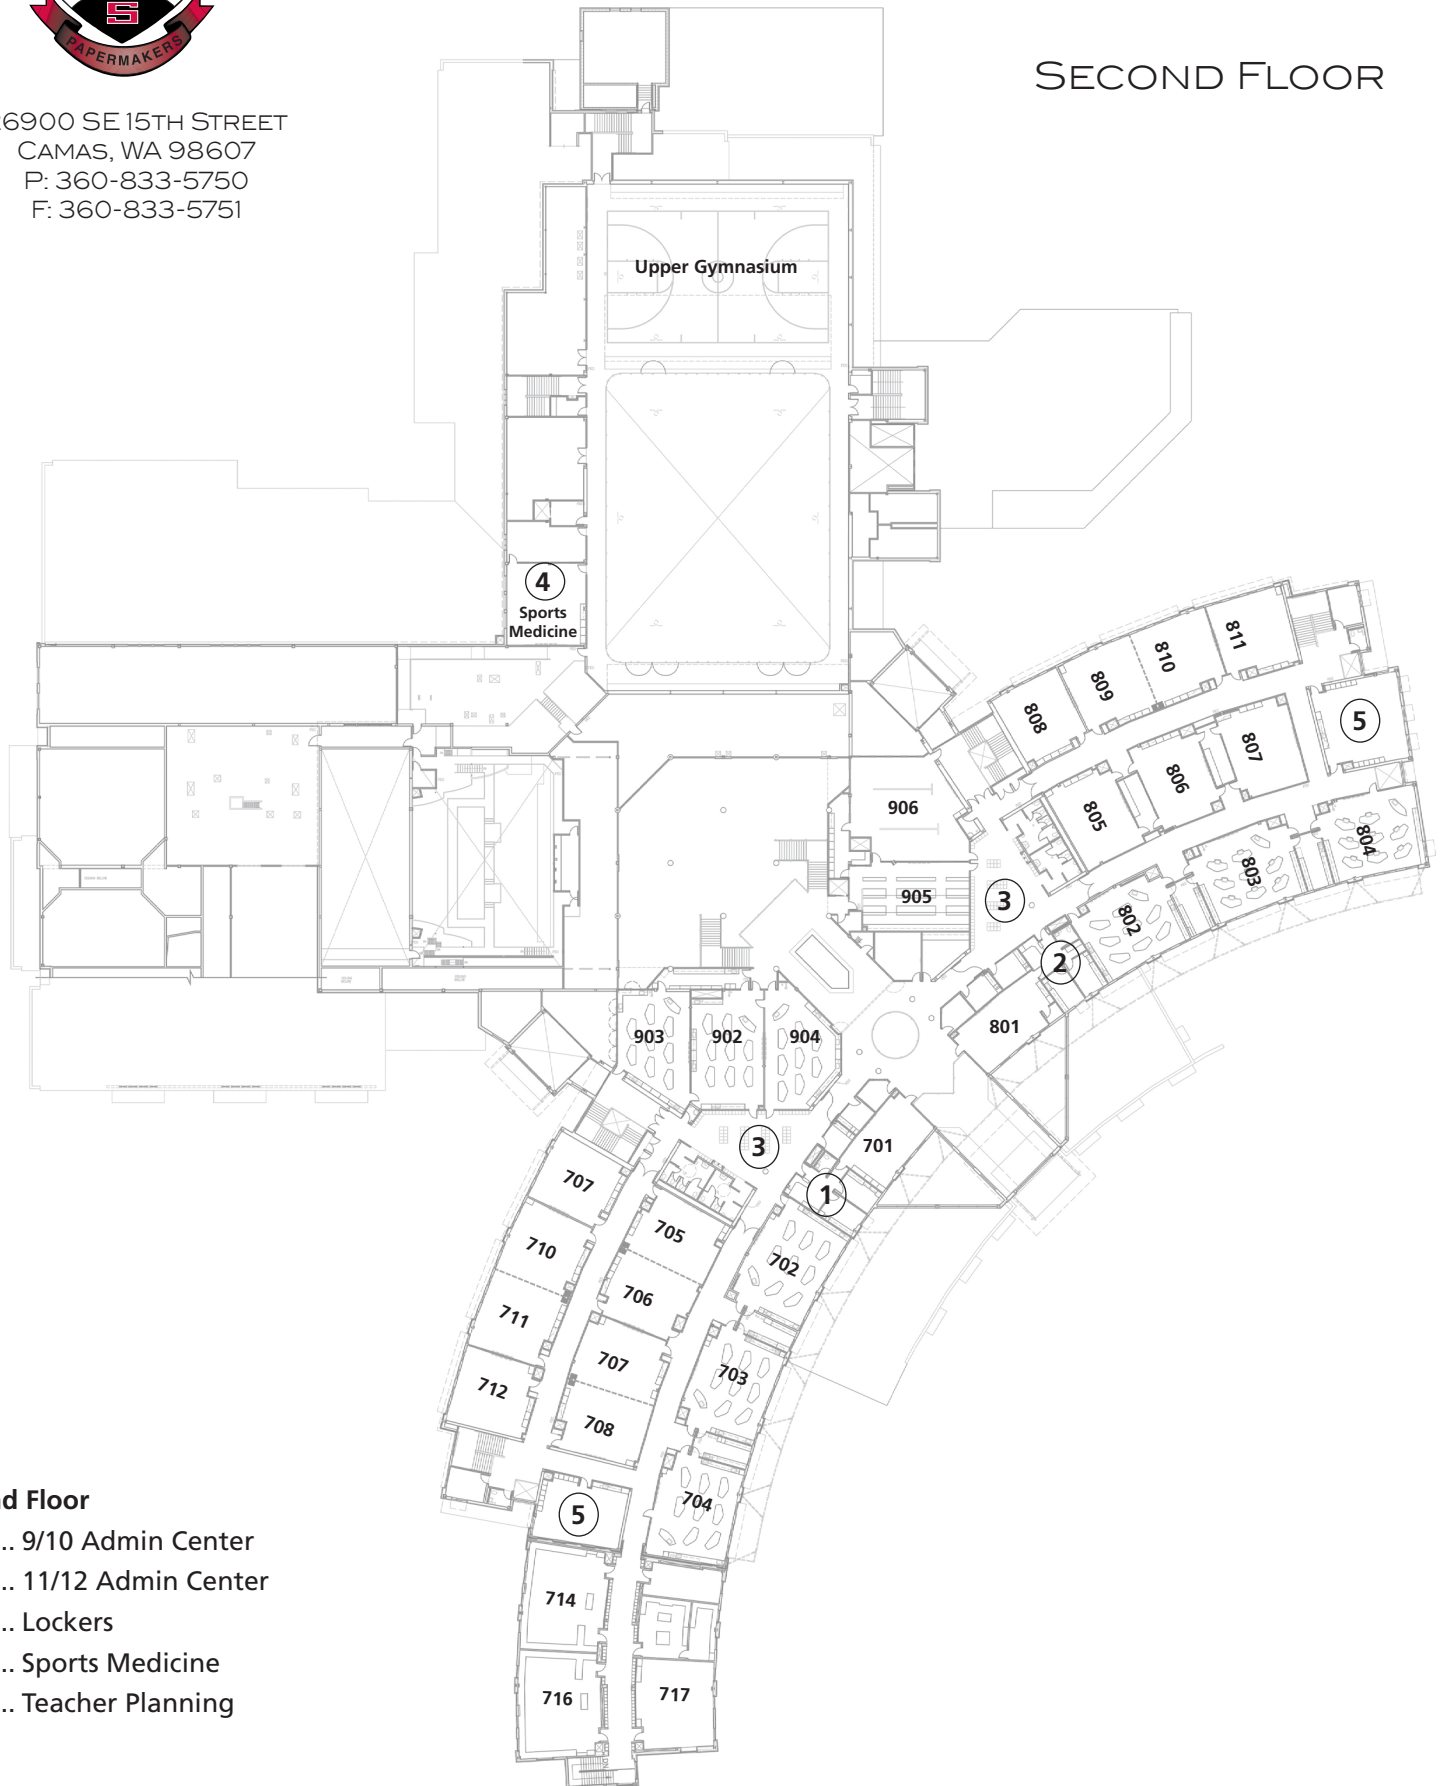 S
PAPERMAKERS
SECOND FLOOR
6900 SE 15TH STREET
CAMAS, WA 98607
P: 360-833-5750
F: 360-833-5751
Upper Gymnasium
4
Sports
Medicine
811
810
809
808
5
807
806
805
804
803
802
906
905
3
2
801
903
902
904
3
701
1
707
705
710
702
706
711
707
703
712
708
704
5
714
716
717
d Floor
.. 9/10 Admin Center
.. 11/12 Admin Center
.. Lockers
.. Sports Medicine
.. Teacher Planning